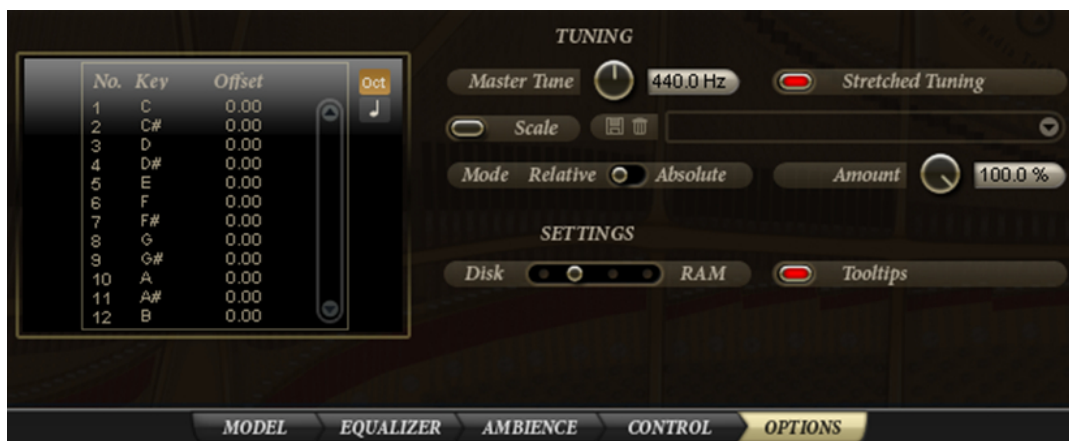 TUNING
No. Key Offset
Oct
Master Tune 440.0 Hz Stretched Tuning
1 C 0.00
2 C# 0.00
3 D 0.00
4 D# 0.00
5 E 0.00
6 F 0.00
7 F# 0.00
8 G 0.00
9 G# 0.00
10 A 0.00
11 A# 0.00
12 B 0.00
Scale
Mode Relative Absolute Amount 100.0 %
SETTINGS
Disk RAM Tooltips
MODEL EQUALIZER AMBIENCE CONTROL OPTIONS